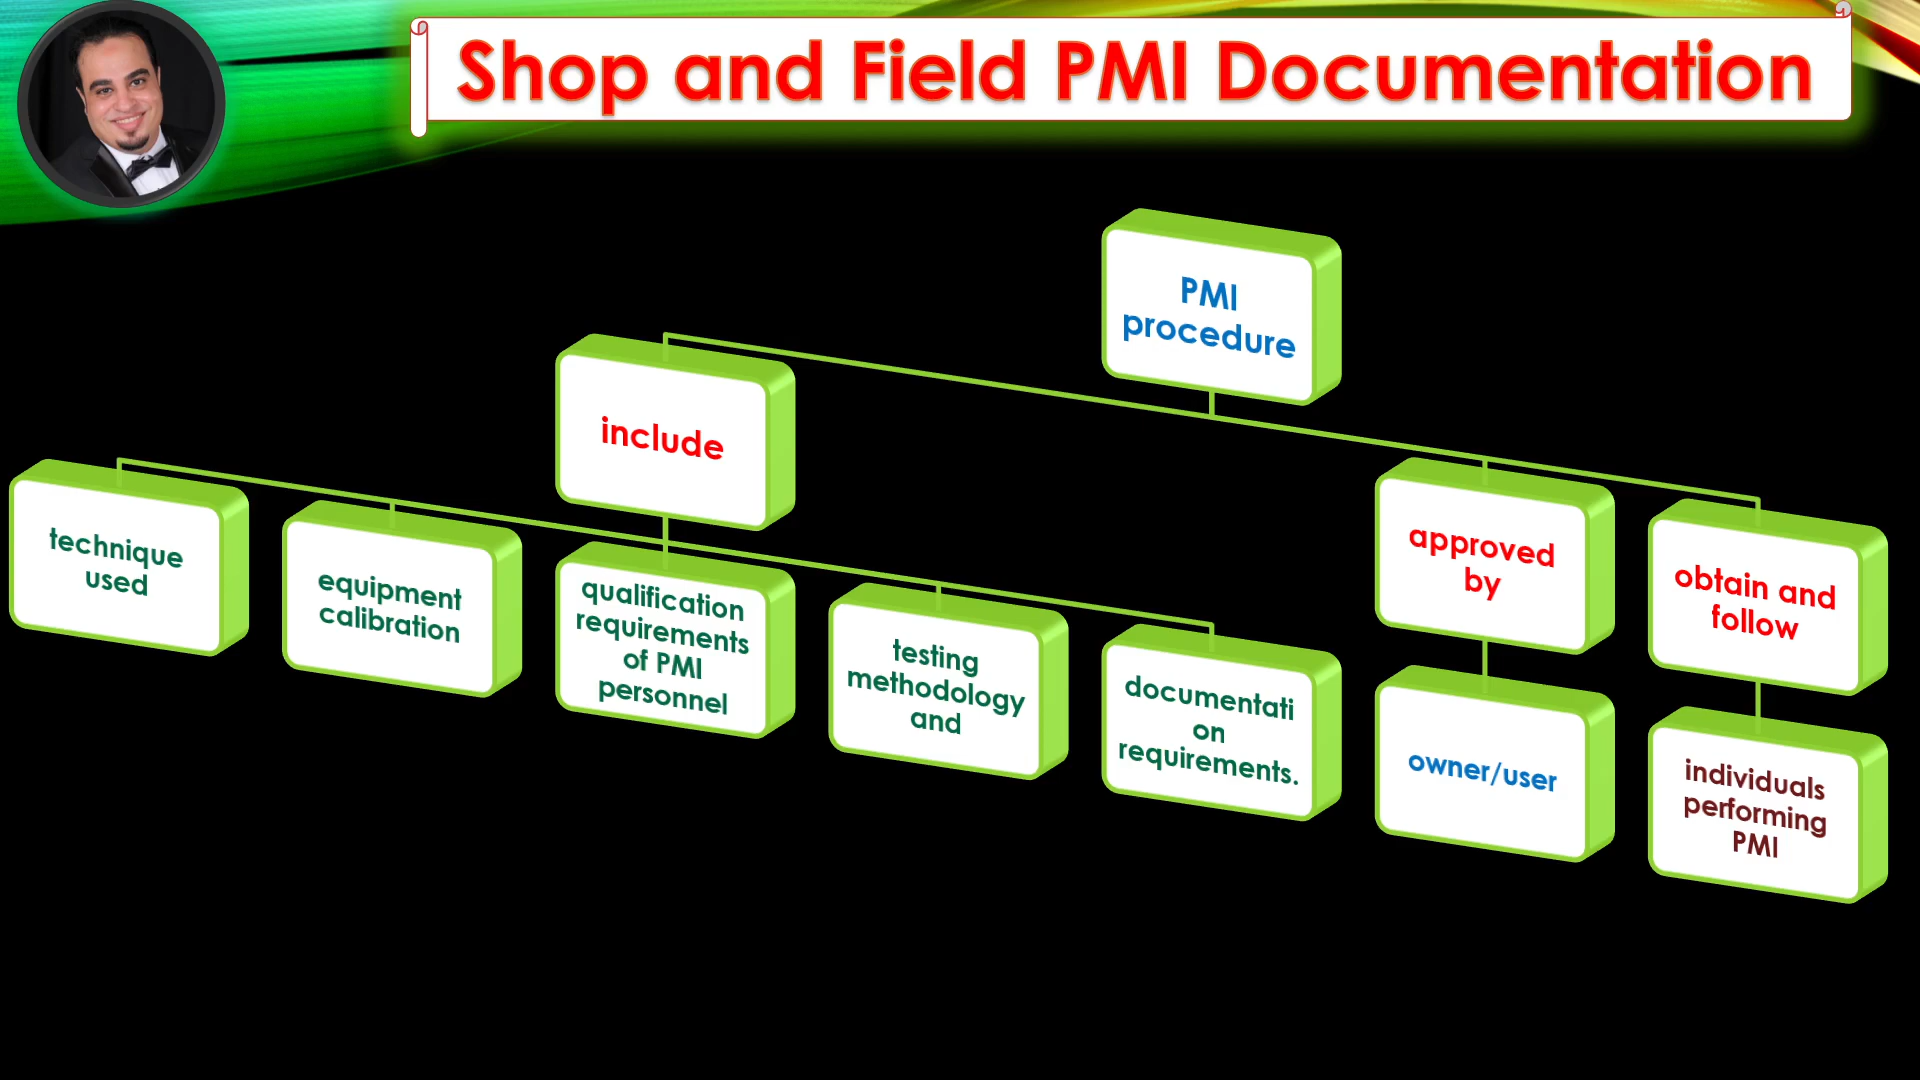 Shop and Field PMI Documentation
PMI
procedure
include
technique
used
equipment
calibration
qualification
requirements
of PMI
personnel
testing
methodology
and
documentati
on
requirements.
approved
by
owner/user
obtain and
follow
individuals
performing
PMI